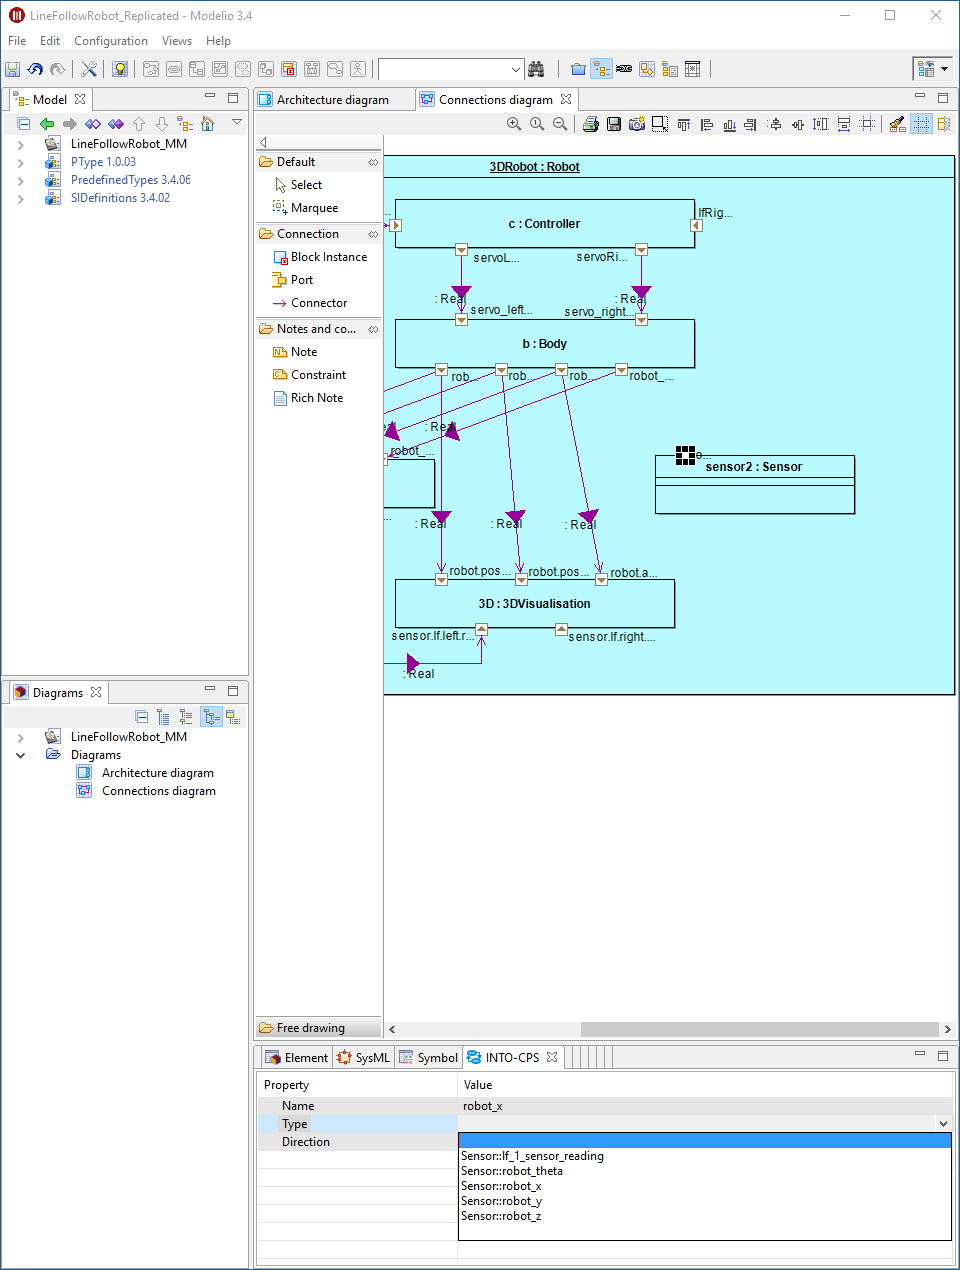 LineFollowRobot_Replicated - Modelio 3.4
File Edit Configuration Views Help
Model
LineFollowRobot_MM
PType 1.0.03
PredefinedTypes 3.4.06
SIDefinitions 3.4.02
Diagrams
LineFollowRobot_MM
Diagrams
Architecture diagram
Connections diagram
Architecture diagram
Connections diagram
Default
Select
Marquee
Connection
Block Instance
Port
Connector
Notes and co...
Note
Constraint
Rich Note
Free drawing
3DRobot : Robot
c : Controller
lfRig...
servoL...
servoRi...
: Real
: Real
servo_left...
servo_right...
b : Body
rob...
rob...
rob...
robot_...
: Real
robot_...
sensor2 : Sensor
: Real
: Real
: Real
robot.pos...
robot.pos...
robot.a...
3D : 3DVisualisation
sensor.lf.left.r...
sensor.lf.right....
: Real
Element
SysML
Symbol
INTO-CPS
Property Value
Name robot_x
Type
Direction
Sensor::lf_1_sensor_reading
Sensor::robot_theta
Sensor::robot_x
Sensor::robot_y
Sensor::robot_z